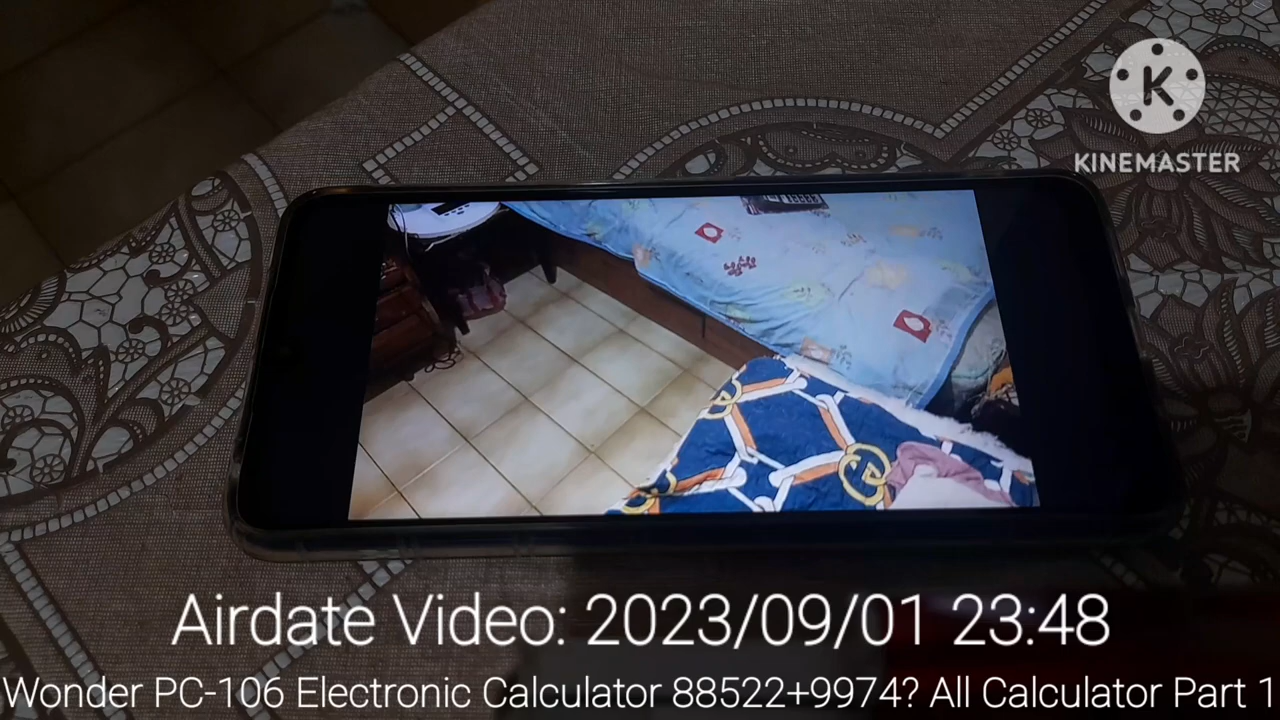 KINEMASTER
Airdate Video: 2023/09/01 23:48
Wonder PC-106 Electronic Calculator 88522+9974? All Calculator Part 1